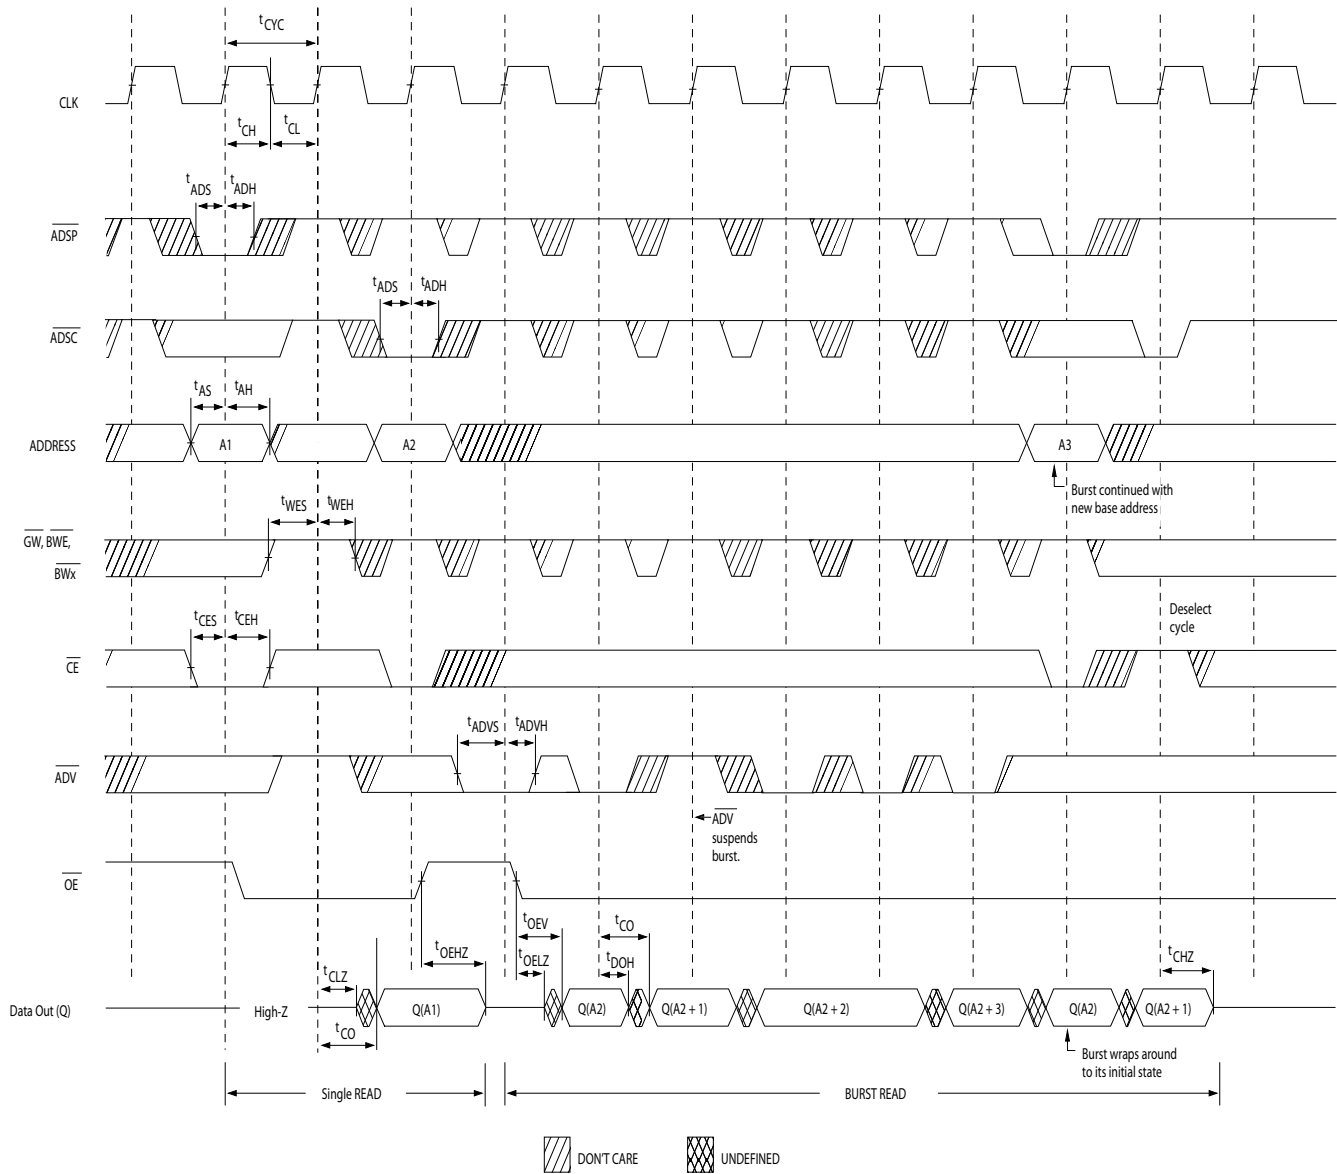 tCYC
CLK
tCH
tCL
tADS
tADH
ADSP
tADS
tADH
ADSC
tAS
tAH
ADDRESS
A1
A2
A3
Burst continued with
new base address
tWES
tWEH
GW, BWE,
BWx
tCES
tCEH
Deselect
cycle
CE
tADVS
tADVH
ADV
ADV
suspends
burst.
OE
tOEV
tCO
tOEHZ
tOELZ
tDOH
tCHZ
tCLZ
Data Out (Q)
High-Z
Q(A1)
Q(A2)
Q(A2 + 1)
Q(A2 + 2)
Q(A2 + 3)
Q(A2)
Q(A2 + 1)
tCO
Burst wraps around
to its initial state
Single READ
BURST READ
DON'T CARE
UNDEFINED